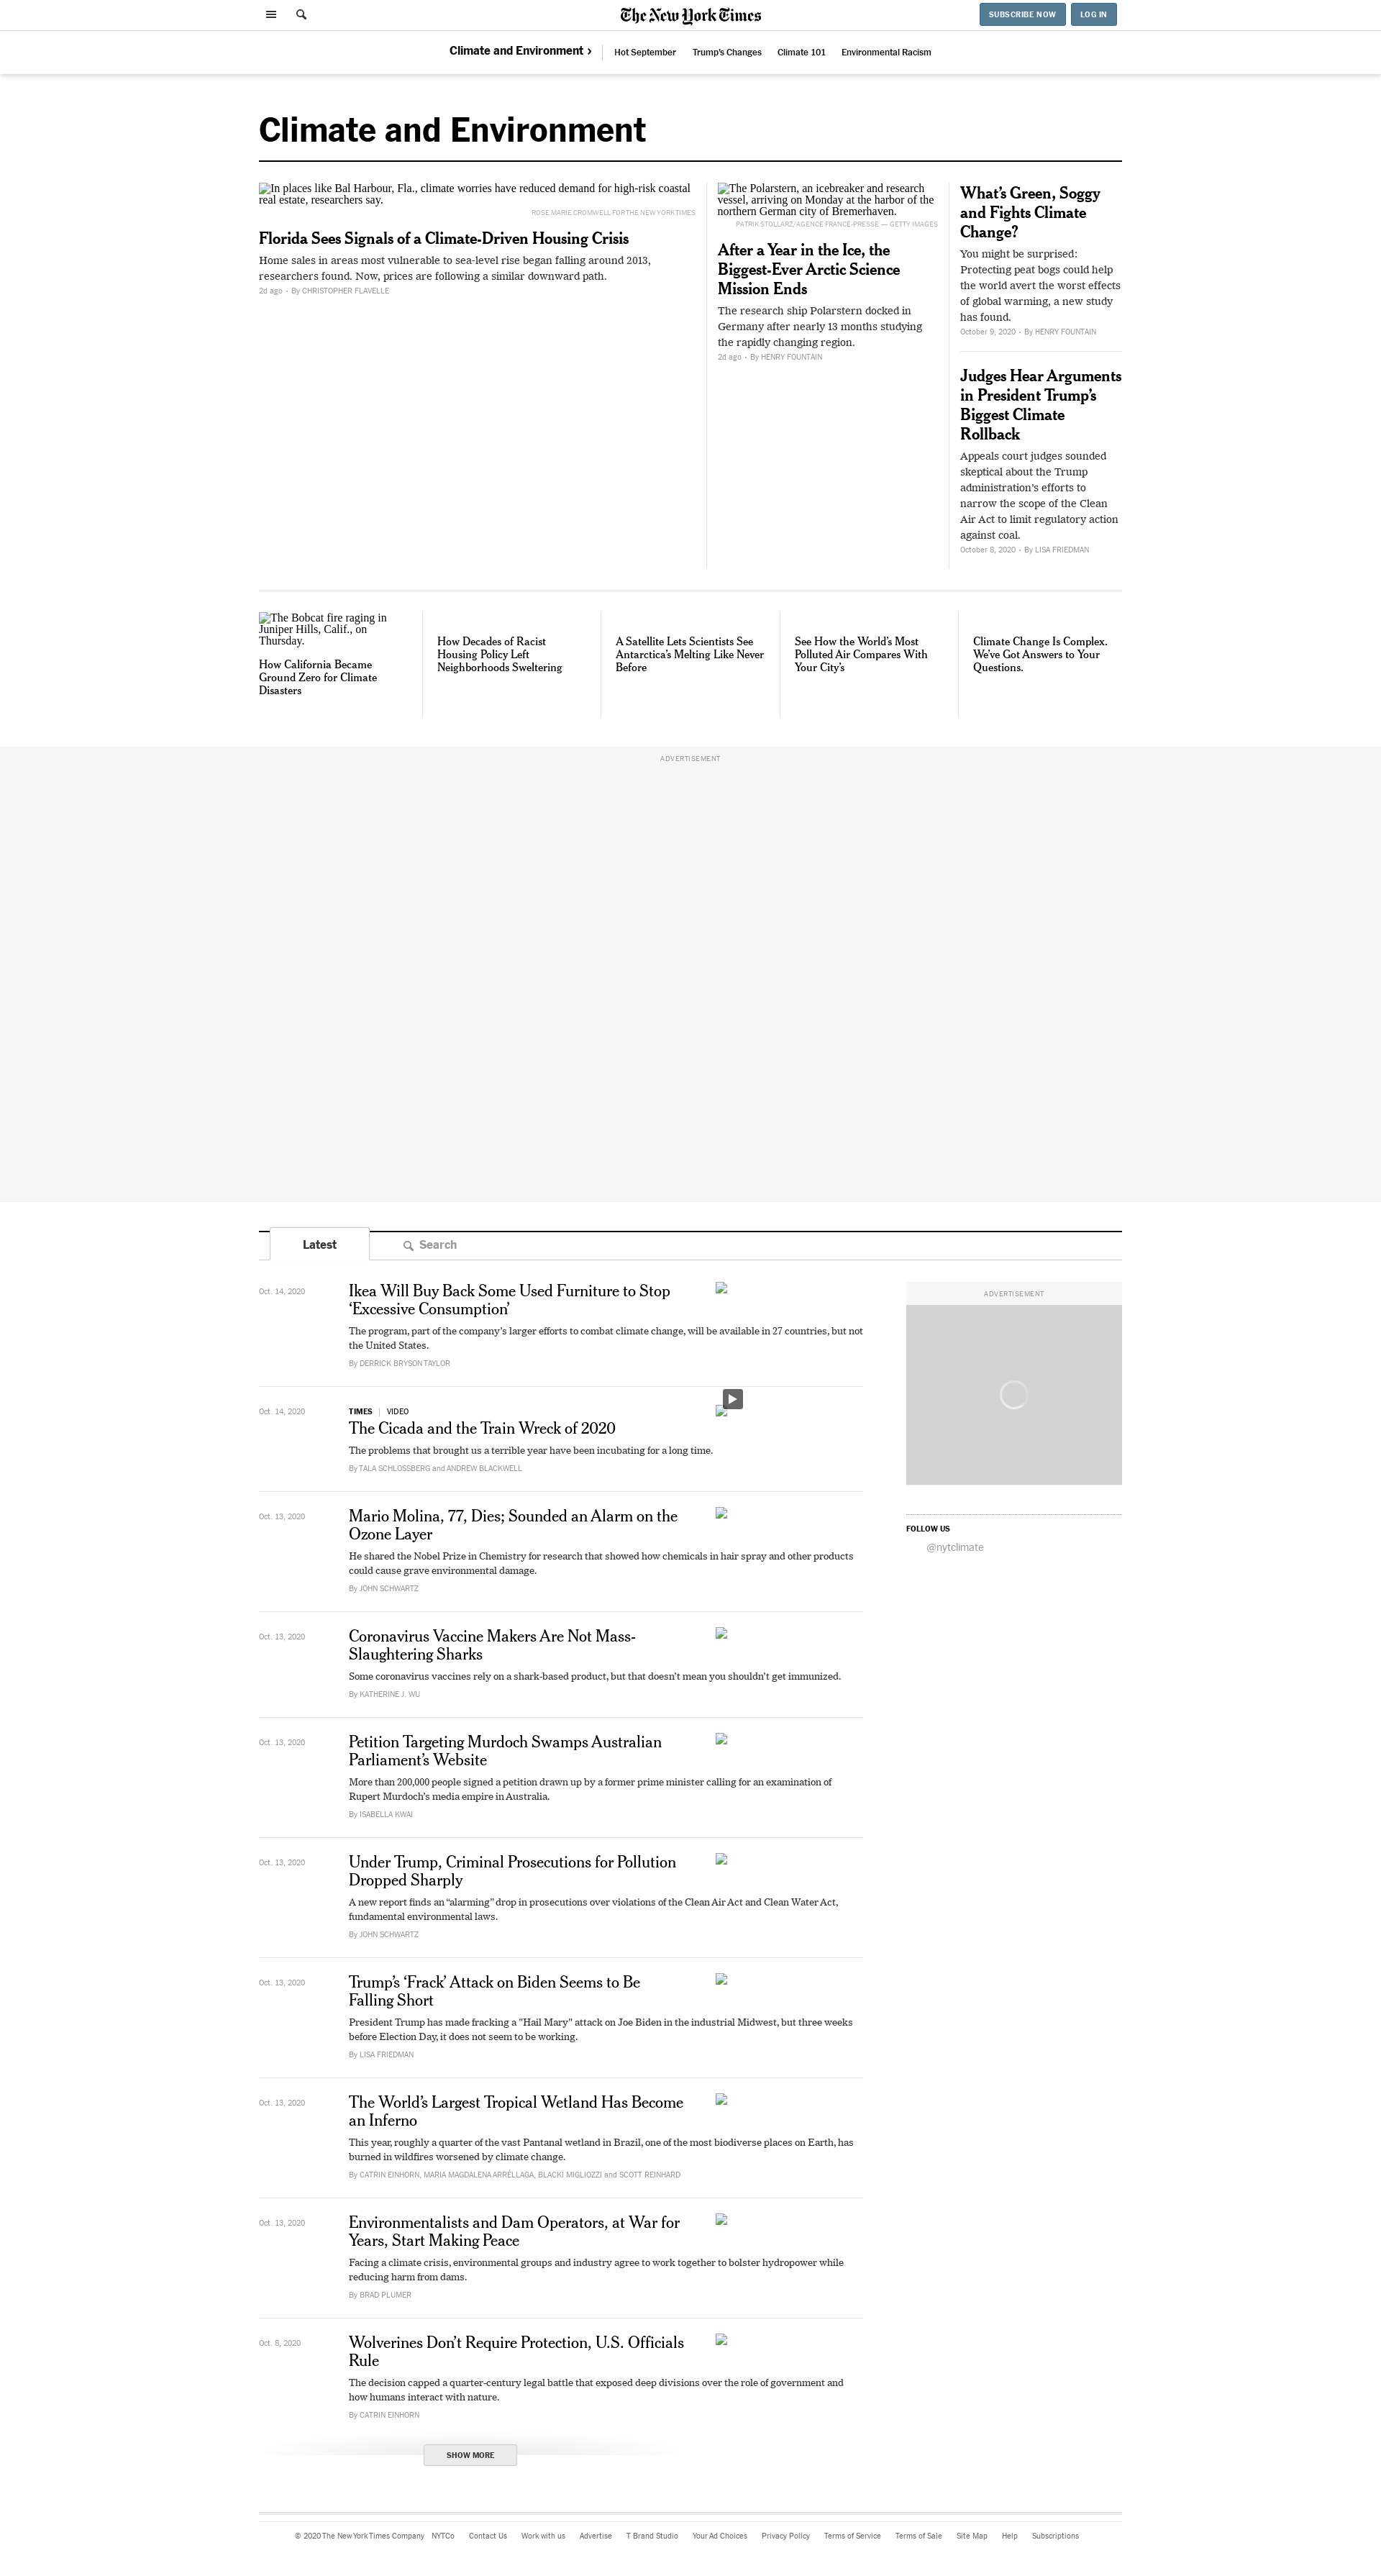 The New York Times
SUBSCRIBE NOW
LOG IN
Climate and Environment ›
Hot September
Trump's Changes
Climate 101
Environmental Racism
Climate and Environment
In places like Bal Harbour, Fla., climate worries have reduced demand for high-risk coastal
real estate, researchers say.
ROSE MARIE CROMWELL FOR THE NEW YORK TIMES
Florida Sees Signals of a Climate-Driven Housing Crisis
Home sales in areas most vulnerable to sea-level rise began falling around 2013,
researchers found. Now, prices are following a similar downward path.
2d ago • By CHRISTOPHER FLAVELLE
The Polarstern, an icebreaker and research
vessel, arriving on Monday at the harbor of the
northern German city of Bremerhaven.
PATRIK STOLLARZ/AGENCE FRANCE-PRESSE — GETTY IMAGES
After a Year in the Ice, the
Biggest-Ever Arctic Science
Mission Ends
The research ship Polarstern docked in
Germany after nearly 13 months studying
the rapidly changing region.
2d ago • By HENRY FOUNTAIN
What's Green, Soggy
and Fights Climate
Change?
You might be surprised:
Protecting peat bogs could help
the world avert the worst effects
of global warming, a new study
has found.
October 9, 2020 • By HENRY FOUNTAIN
Judges Hear Arguments
in President Trump's
Biggest Climate
Rollback
Appeals court judges sounded
skeptical about the Trump
administration's efforts to
narrow the scope of the Clean
Air Act to limit regulatory action
against coal.
October 8, 2020 • By LISA FRIEDMAN
The Bobcat fire raging in
Juniper Hills, Calif., on
Thursday.
How California Became
Ground Zero for Climate
Disasters
How Decades of Racist
Housing Policy Left
Neighborhoods Sweltering
A Satellite Lets Scientists See
Antarctica's Melting Like Never
Before
See How the World's Most
Polluted Air Compares With
Your City's
Climate Change Is Complex.
We've Got Answers to Your
Questions.
ADVERTISEMENT
Latest
Search
Oct. 14, 2020
Ikea Will Buy Back Some Used Furniture to Stop
‘Excessive Consumption’
The program, part of the company's larger efforts to combat climate change, will be available in 27 countries, but not
the United States.
By DERRICK BRYSON TAYLOR
Oct. 14, 2020
TIMES | VIDEO
The Cicada and the Train Wreck of 2020
The problems that brought us a terrible year have been incubating for a long time.
By TALA SCHLOSSBERG and ANDREW BLACKWELL
Oct. 13, 2020
Mario Molina, 77, Dies; Sounded an Alarm on the
Ozone Layer
He shared the Nobel Prize in Chemistry for research that showed how chemicals in hair spray and other products
could cause grave environmental damage.
By JOHN SCHWARTZ
Oct. 13, 2020
Coronavirus Vaccine Makers Are Not Mass-
Slaughtering Sharks
Some coronavirus vaccines rely on a shark-based product, but that doesn't mean you shouldn't get immunized.
By KATHERINE J. WU
Oct. 13, 2020
Petition Targeting Murdoch Swamps Australian
Parliament's Website
More than 200,000 people signed a petition drawn up by a former prime minister calling for an examination of
Rupert Murdoch's media empire in Australia.
By ISABELLA KWAI
Oct. 13, 2020
Under Trump, Criminal Prosecutions for Pollution
Dropped Sharply
A new report finds an “alarming” drop in prosecutions over violations of the Clean Air Act and Clean Water Act,
fundamental environmental laws.
By JOHN SCHWARTZ
Oct. 13, 2020
Trump's ‘Frack’ Attack on Biden Seems to Be
Falling Short
President Trump has made fracking a "Hail Mary" attack on Joe Biden in the industrial Midwest, but three weeks
before Election Day, it does not seem to be working.
By LISA FRIEDMAN
Oct. 13, 2020
The World's Largest Tropical Wetland Has Become
an Inferno
This year, roughly a quarter of the vast Pantanal wetland in Brazil, one of the most biodiverse places on Earth, has
burned in wildfires worsened by climate change.
By CATRIN EINHORN, MARIA MAGDALENA ARRÉLLAGA, BLACKI MIGLIOZZI and SCOTT REINHARD
Oct. 13, 2020
Environmentalists and Dam Operators, at War for
Years, Start Making Peace
Facing a climate crisis, environmental groups and industry agree to work together to bolster hydropower while
reducing harm from dams.
By BRAD PLUMER
Oct. 8, 2020
Wolverines Don't Require Protection, U.S. Officials
Rule
The decision capped a quarter-century legal battle that exposed deep divisions over the role of government and
how humans interact with nature.
By CATRIN EINHORN
SHOW MORE
ADVERTISEMENT
FOLLOW US
@nytclimate
© 2020 The New York Times Company
NYTCo
Contact Us
Work with us
Advertise
T Brand Studio
Your Ad Choices
Privacy Policy
Terms of Service
Terms of Sale
Site Map
Help
Subscriptions